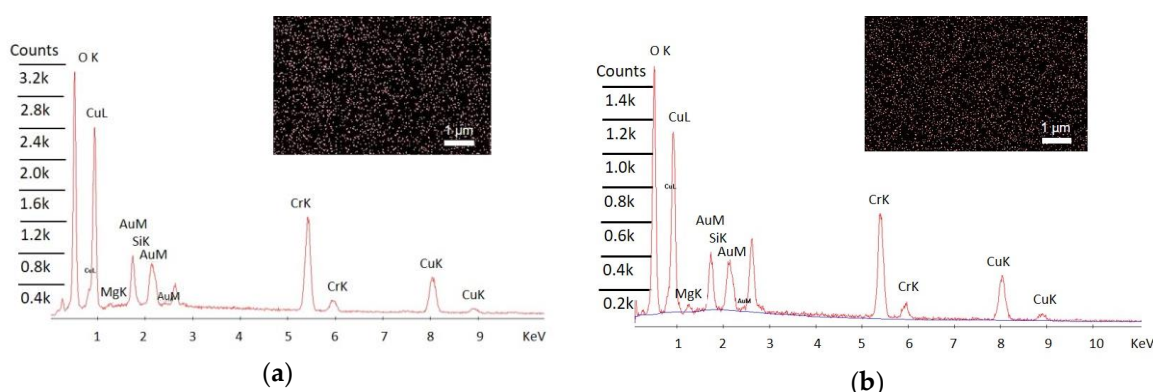 Counts
3.2k
2.8k
2.4k
2.0k
1.6k
1.2k
0.8k
0.4k
O K
CuL
CuL
MgK
AuM
SiK
AuM
AuM
CrK
CrK
CuK
CuK
1 µm
1 2 3 4 5 6 7 8 9 KeV
(a)
Counts
1.4k
1.2k
1.0k
0.8k
0.6k
0.4k
0.2k
O K
CuL
CuL
MgK
AuM
SiK
AuM
AuM
CrK
CrK
CuK
CuK
1 µm
1 2 3 4 5 6 7 8 9 10 KeV
(b)